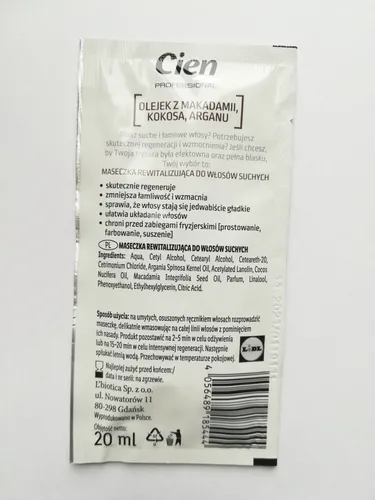 Cien
PROFESSIONAL
OLEJEK Z MAKADAMII,
KOKOSA, ARGANU
Masz suche i łamliwe włosy? Potrzebujesz
skutecznej regeneracji i wzmocnienia? Jeśli chcesz,
by Twoja fryzura była efektowna oraz pełna blasku,
Twój wybór to:
MASECZKA REWITALIZUJĄCA DO WŁOSÓW SUCHYCH
• skutecznie regeneruje
• zmniejsza łamliwość i wzmacnia
• sprawia, że włosy stają się jedwabiście gładkie
• ułatwia układanie włosów
• chroni przed zabiegami fryzjerskimi [prostowanie,
farbowanie, suszenie]
PL MASECZKA REWITALIZUJĄCA DO WŁOSÓW SUCHYCH
Ingredients: Aqua, Cetyl Alcohol, Cetearyl Alcohol, Ceteareth-20,
Cetrimonium Chloride, Argania Spinosa Kernel Oil, Acetylated Lanolin, Cocos
Nucifera Oil, Macadamia Integrifolia Seed Oil, Parfum, Linalool,
Phenoxyethanol, Ethylhexylglycerin, Citric Acid.
Sposób użycia: na umytych, osuszonych ręcznikiem włosach rozprowadzić
maseczkę, delikatnie wmasowując na całej linii włosów z pominięciem
ich nasady. Produkt pozostawić na 2-5 min w celu odżywienia
lub na 15-20 min w celu intensywnej regeneracji. Następnie
spłukać letnią wodą. Przechowywać w temperaturze pokojowej.
Najlepiej zużyć przed końcem:/
data i nr serii: na zgrzewie.
L'biotica Sp. z o.o.
ul. Nowatorów 11
80-298 Gdańsk
Wyprodukowano w Polsce.
Objętość netto:
20 ml
LIDL
4 056489 185444